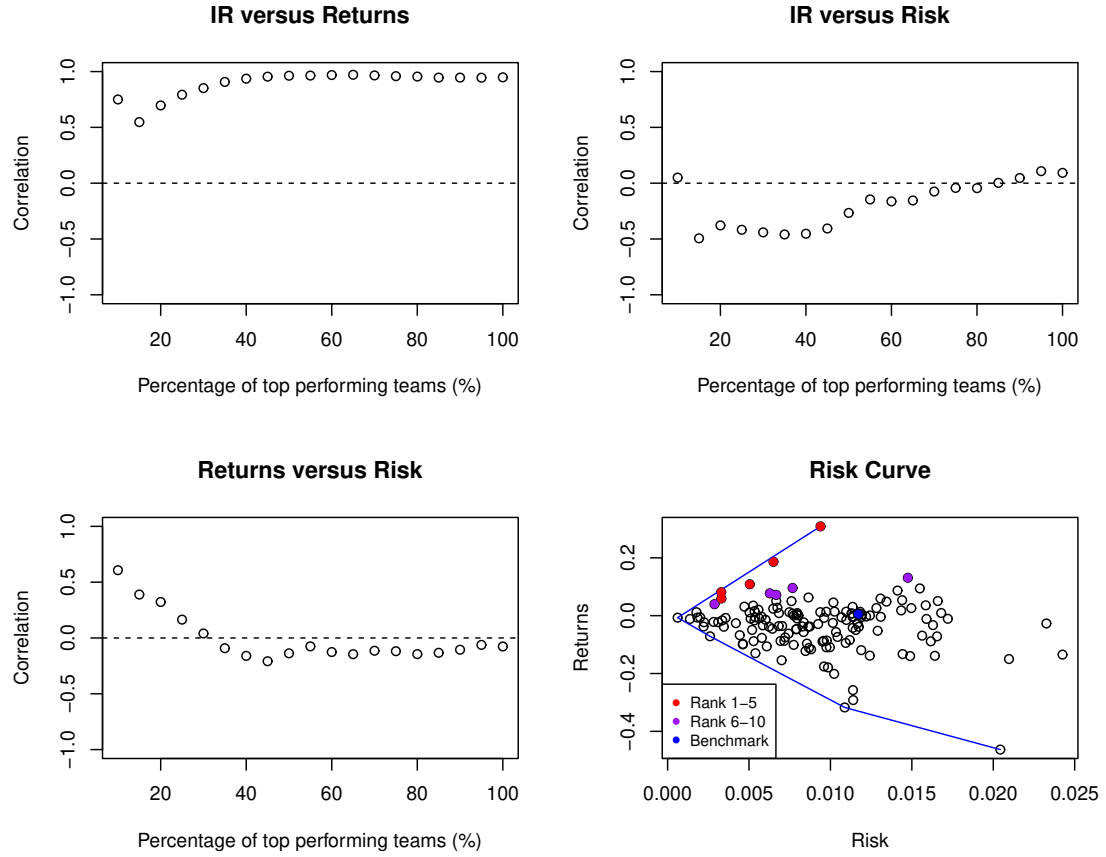 IR versus Returns
Correlation
1.0
0.5
0.0
−0.5
−1.0
20 40 60 80 100
Percentage of top performing teams (%)
IR versus Risk
Correlation
1.0
0.5
0.0
−0.5
−1.0
20 40 60 80 100
Percentage of top performing teams (%)
Returns versus Risk
Correlation
1.0
0.5
0.0
−0.5
−1.0
20 40 60 80 100
Percentage of top performing teams (%)
Risk Curve
Returns
0.2
0.0
−0.2
−0.4
Rank 1−5
Rank 6−10
Benchmark
0.000 0.005 0.010 0.015 0.020 0.025
Risk